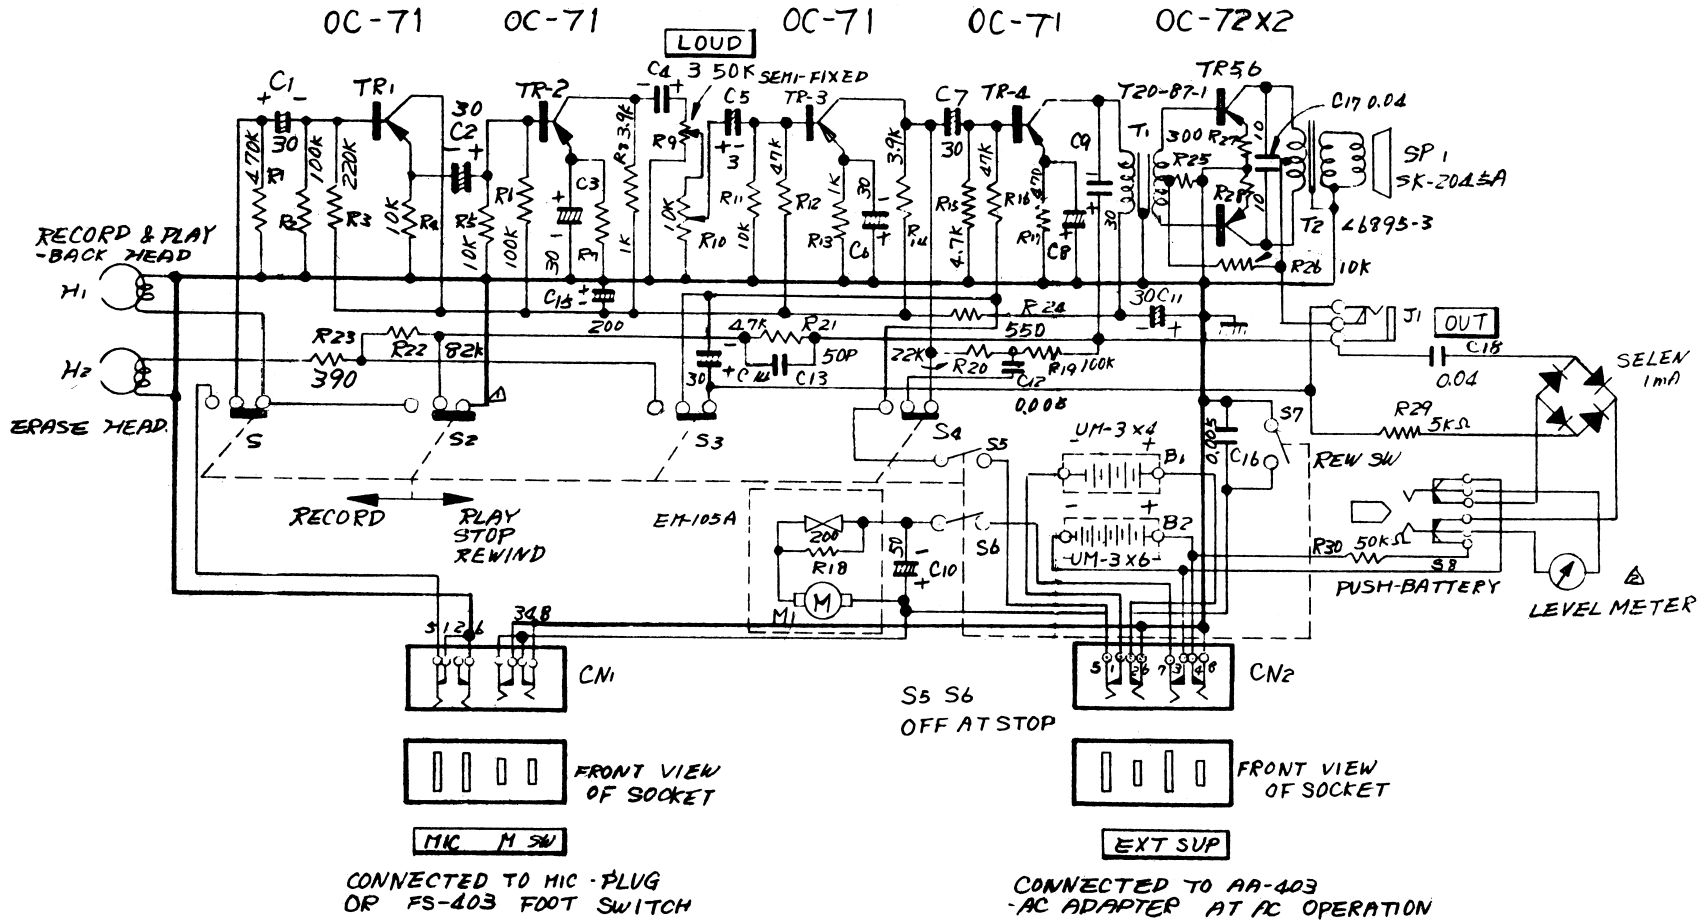 OC-71
OC-71
OC-71
OC-71
OC-72X2
LOUD
C1
+
-
30
470K
R1
100K
R2
220K
R3
TR1
10K
R4
30
C2
-
+
R5
10K
TR-2
R6
100K
C3
30
-
R7
1K
R8 3.9K
C4
-
+
3
50K
SEMI-FIXED
R9
10K
R10
C5
+
-
3
R11
10K
47K
R12
TR-3
1K
R13
30
C6
+
3.9K
R14
C7
30
R15
4.7K
47K
R16
TR-4
470
R17
C8
+
C9
+
30
T20-87-1
T1
TR5,6
300
R25
R27
10
R28
10
C17 0.04
T2
L6895-3
SP1
SK-2045A
R26
10K
RECORD & PLAY
-BACK HEAD
H1
H2
ERASE HEAD.
R23
390
R22
82K
C15
+
-
200
47K
R21
50P
C13
-
+
30
C14
R24
550
22K
R20
R19
100K
C12
0.008
30
C11
-
+
J1
OUT
C18
0.04
SELEN
1mA
R29
5KΩ
S
S2
1
S3
S4
S5
UM-3X4
-
+
B1
0.005
C16
S7
REW SW
RECORD
PLAY
STOP
REWIND
EM-105A
200
R18
M
M1
50
-
+
C10
S6
-
+
B2
UM-3X6
R30
50KΩ
S8
PUSH-BATTERY
2
LEVEL METER
5 1 2 6
3 4 8
CN1
5 1 2 6 7 3 4 8
CN2
S5 S6
OFF AT STOP
FRONT VIEW
OF SOCKET
FRONT VIEW
OF SOCKET
MIC M SW
EXT SUP
CONNECTED TO MIC-PLUG
OR FS-403 FOOT SWITCH
CONNECTED TO AA-403
-AC ADAPTER AT AC OPERATION